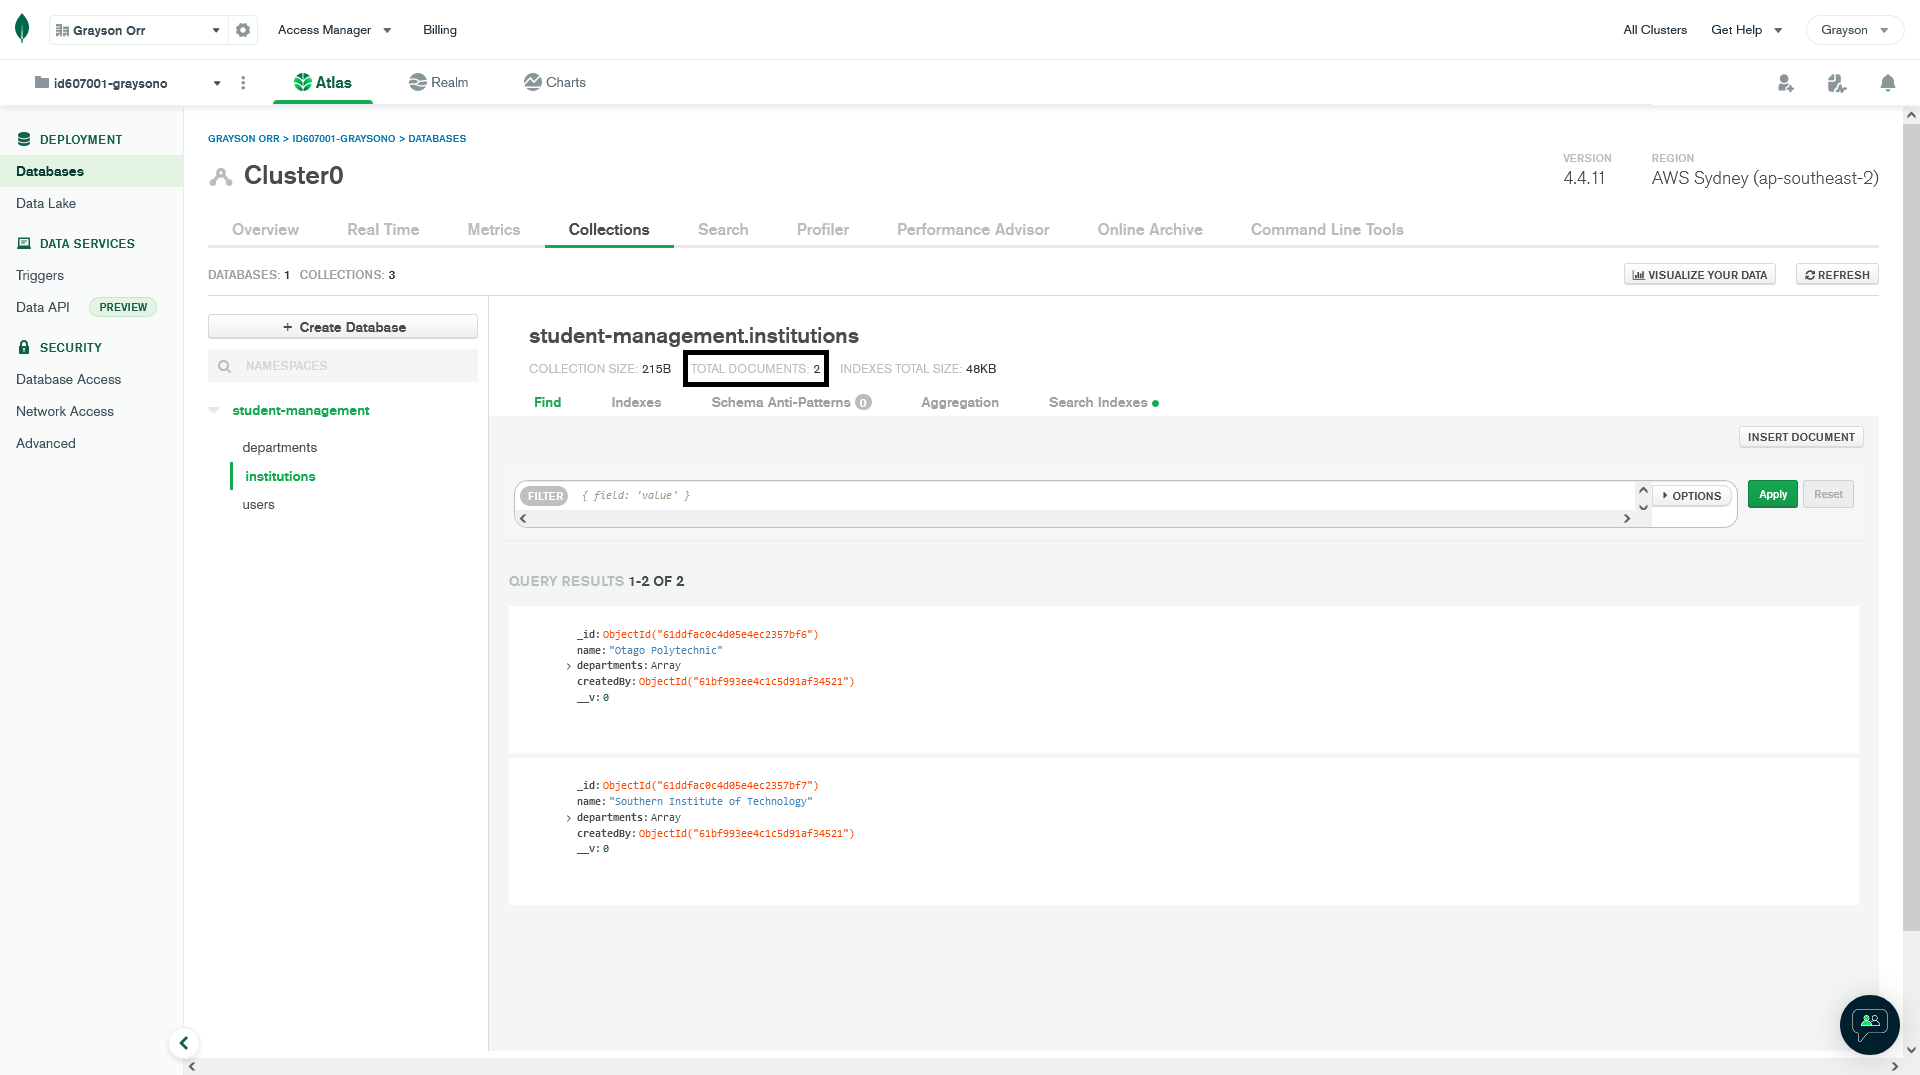 Grayson Orr
Access Manager
Billing
All Clusters
Get Help
Grayson
id607001-graysono
Atlas
Realm
Charts
DEPLOYMENT
Databases
Data Lake
DATA SERVICES
Triggers
Data API PREVIEW
SECURITY
Database Access
Network Access
Advanced
GRAYSON ORR > ID607001-GRAYSONO > DATABASES
Cluster0
VERSION
4.4.11
REGION
AWS Sydney (ap-southeast-2)
Overview
Real Time
Metrics
Collections
Search
Profiler
Performance Advisor
Online Archive
Command Line Tools
DATABASES: 1 COLLECTIONS: 3
VISUALIZE YOUR DATA
REFRESH
+ Create Database
NAMESPACES
student-management
departments
institutions
users
student-management.institutions
COLLECTION SIZE: 215B TOTAL DOCUMENTS: 2 INDEXES TOTAL SIZE: 48KB
Find
Indexes
Schema Anti-Patterns 0
Aggregation
Search Indexes
INSERT DOCUMENT
FILTER { field: 'value' }
OPTIONS
Apply
Reset
QUERY RESULTS 1-2 OF 2
_id: ObjectId("61ddfac0c4d05e4ec2357bf6")
name: "Otago Polytechnic"
departments: Array
createdBy: ObjectId("61bf993ee4c1c5d91af34521")
__v: 0
_id: ObjectId("61ddfac0c4d05e4ec2357bf7")
name: "Southern Institute of Technology"
departments: Array
createdBy: ObjectId("61bf993ee4c1c5d91af34521")
__v: 0